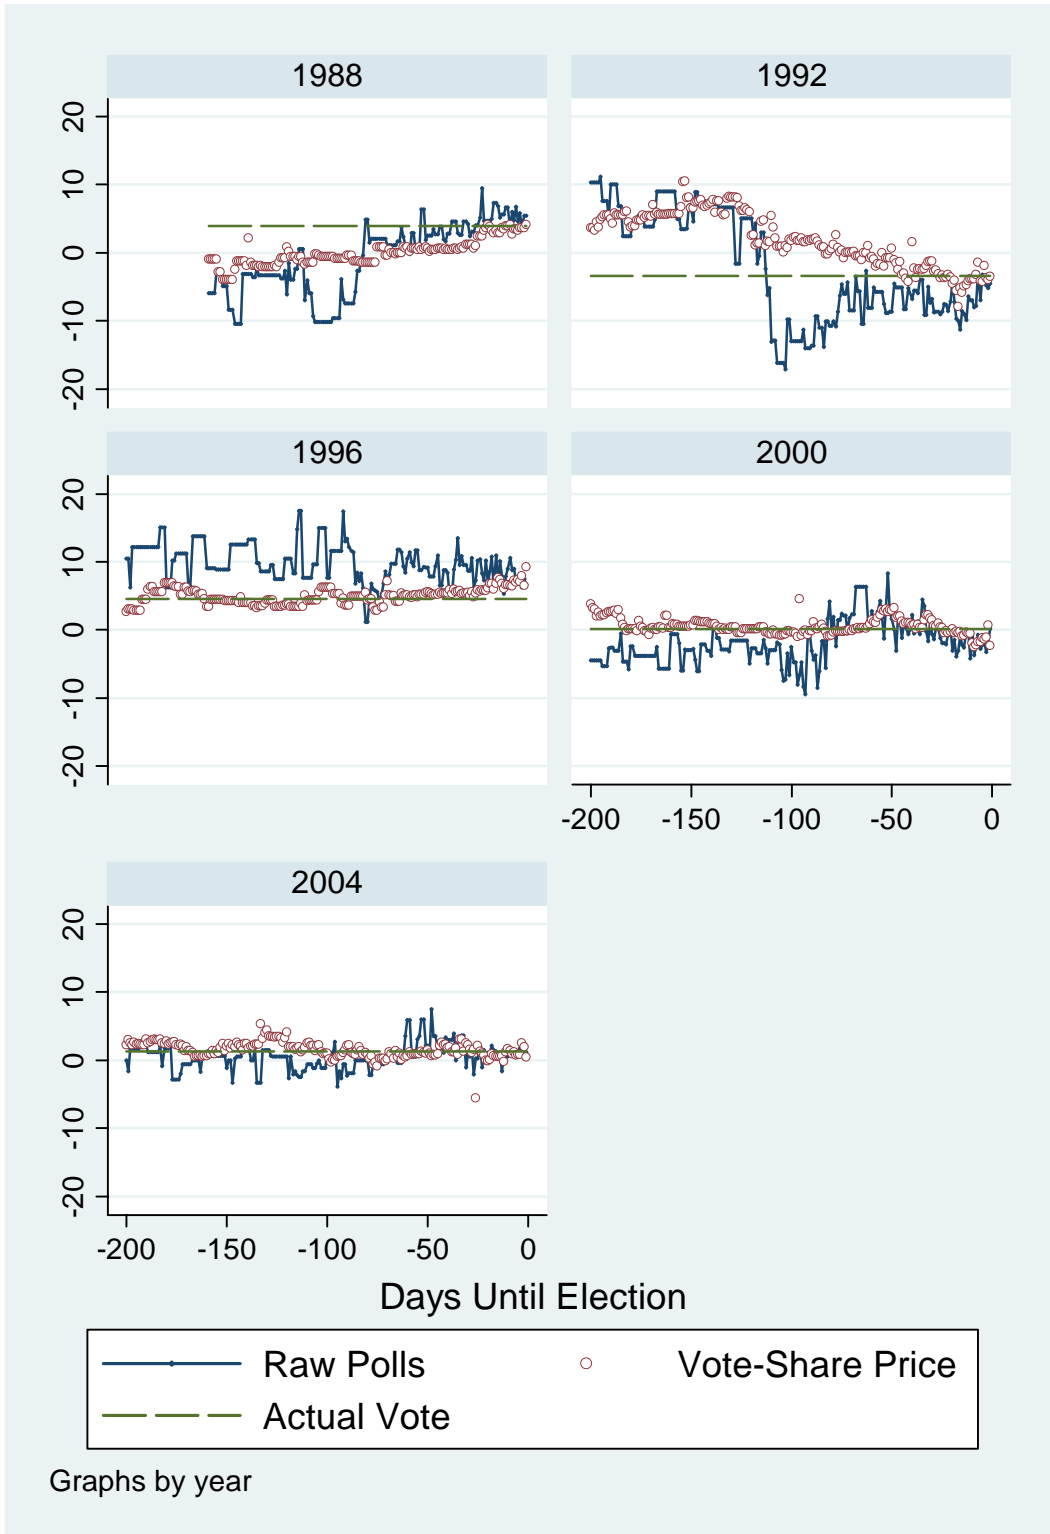 1988
1992
20
10
0
-10
-20
1996
2000
20
10
0
-10
-20
-200 -150 -100 -50 0
2004
20
10
0
-10
-20
-200 -150 -100 -50 0
Days Until Election
Raw Polls
Vote-Share Price
Actual Vote
Graphs by year